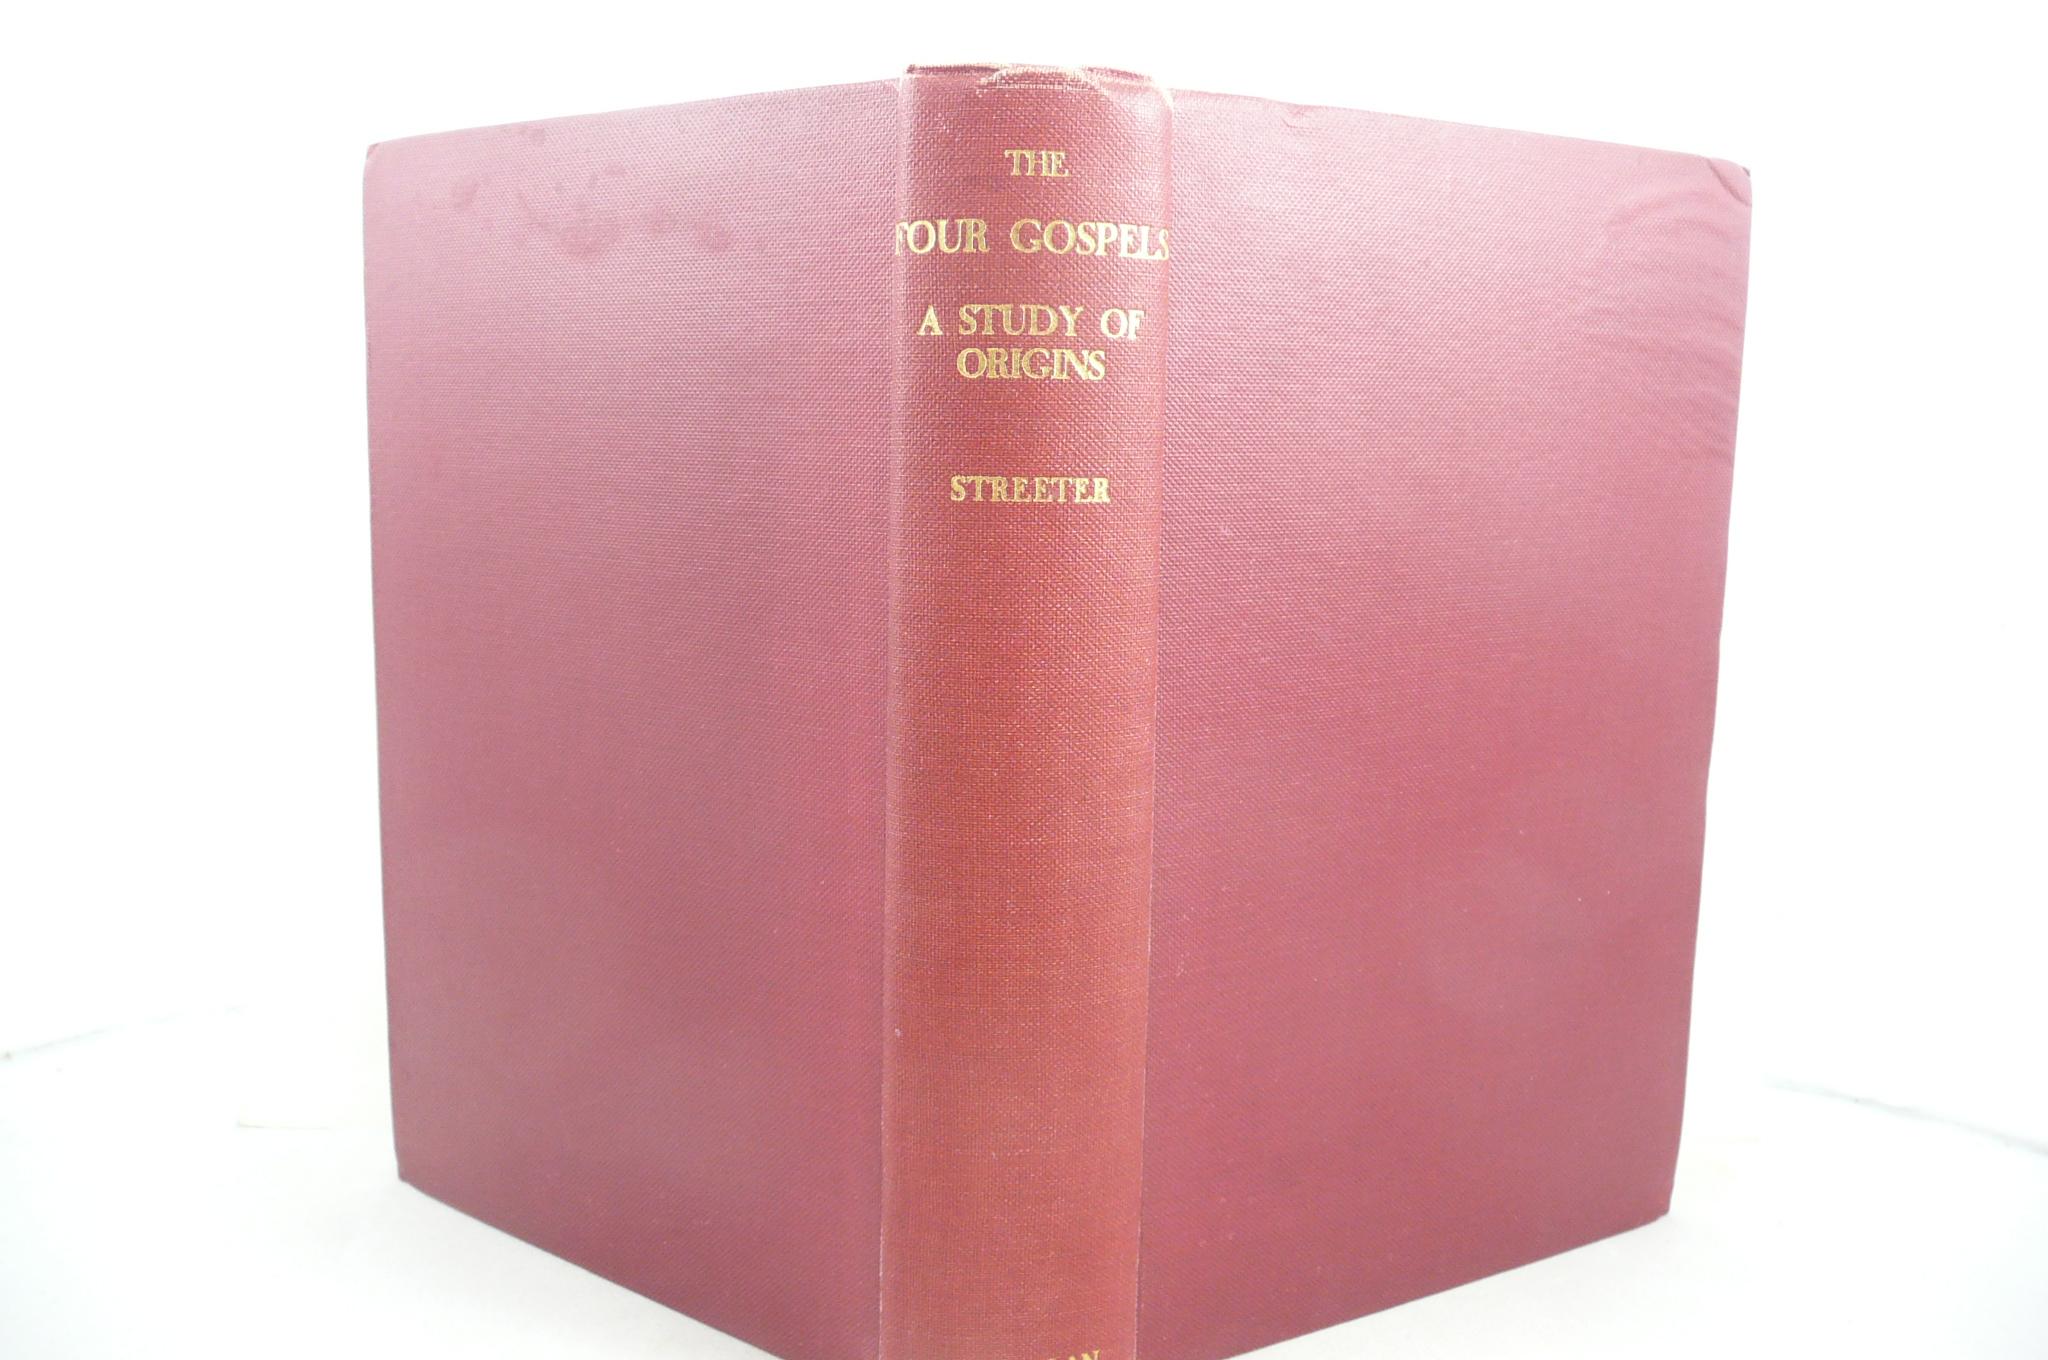 THE
FOUR GOSPELS
A STUDY OF
ORIGINS
STREETER